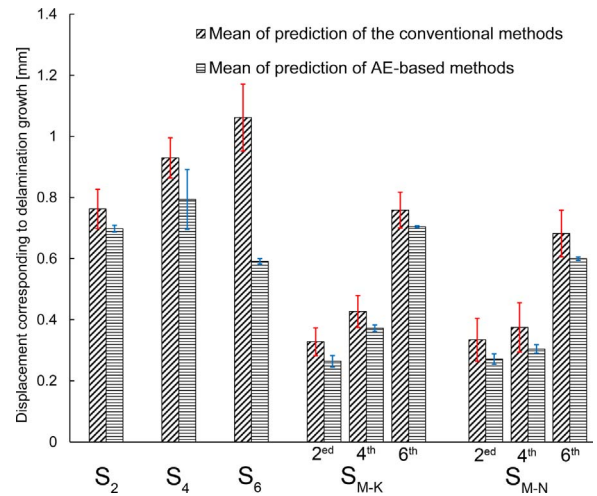 Displacement corresponding to delamination growth [mm]
1.4
1.2
1
0.8
0.6
0.4
0.2
0
Mean of prediction of the conventional methods
Mean of prediction of AE-based methods
2ed 4th 6th 2ed 4th 6th
S2 S4 S6 SM-K SM-N